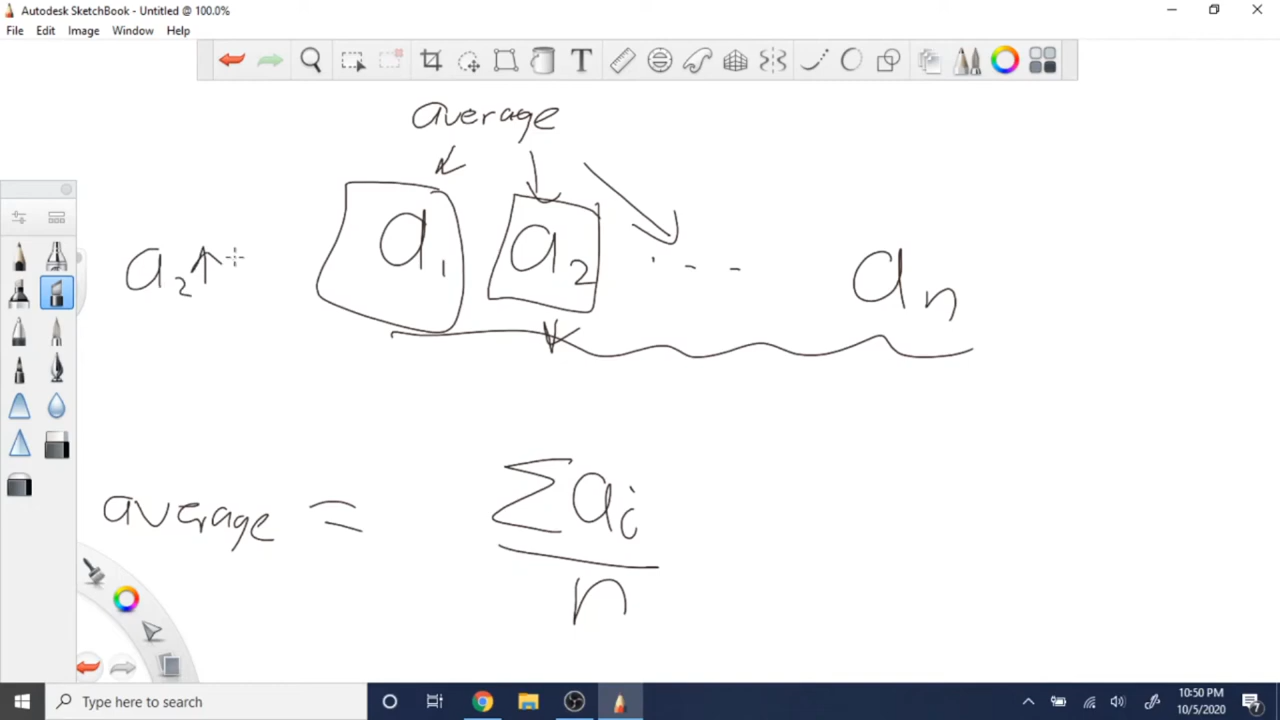 Autodesk SketchBook - Untitled @ 100.0%
File Edit Image Window Help
T
average
a₂↑
a₁ a₂ ... aₙ
average = Σaᵢ
n
Type here to search
10:50 PM
10/5/2020
7